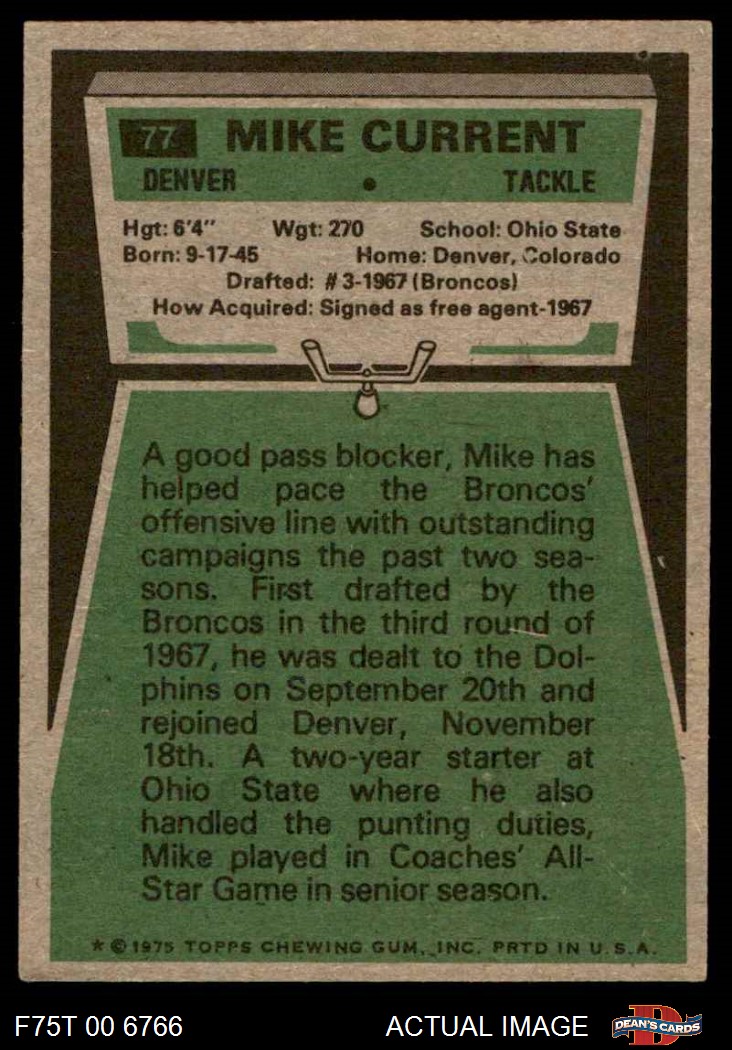 77 MIKE CURRENT
DENVER • TACKLE
Hgt: 6'4" Wgt: 270 School: Ohio State
Born: 9-17-45 Home: Denver, Colorado
Drafted: #3-1967 (Broncos)
How Acquired: Signed as free agent-1967
A good pass blocker, Mike has
helped pace the Broncos'
offensive line with outstanding
campaigns the past two sea-
sons. First drafted by the
Broncos in the third round of
1967, he was dealt to the Dol-
phins on September 20th and
rejoined Denver, November
18th. A two-year starter at
Ohio State where he also
handled the punting duties,
Mike played in Coaches' All-
Star Game in senior season.
* © 1975 TOPPS CHEWING GUM, INC. PRTD IN U.S.A.
F75T 00 6766 ACTUAL IMAGE D DEAN'S CARDS